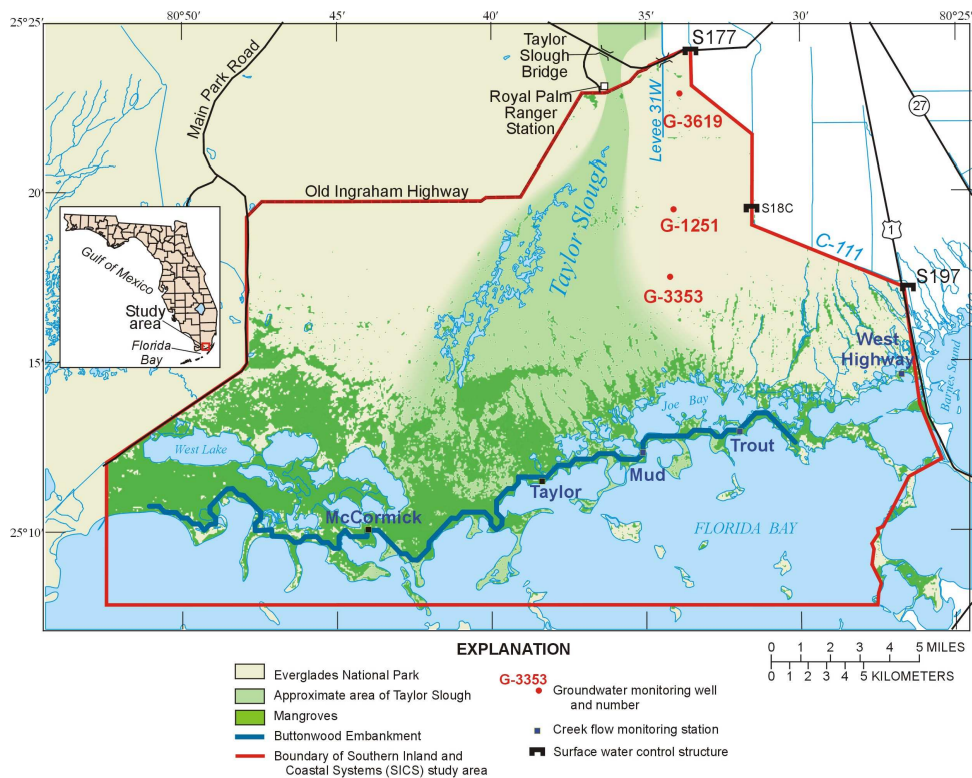 80°50'
45'
40'
35'
30'
80°25'
25°25'
20'
15'
25°10'
Main Park Road
Taylor
Slough
Bridge
Royal Palm
Ranger
Station
Levee 31W
S177
G-3619
27
Old Ingraham Highway
Taylor Slough
G-1251
S18C
C-111
1
S197
G-3353
Gulf of Mexico
Study
area
Florida
Bay
West
Highway
Barnes Sound
Joe Bay
West Lake
Trout
Mud
Taylor
McCormick
FLORIDA BAY
45'
40'
35'
30'
EXPLANATION
Everglades National Park
Approximate area of Taylor Slough
Mangroves
Buttonwood Embankment
Boundary of Southern Inland and
Coastal Systems (SICS) study area
G-3353
Groundwater monitoring well
and number
Creek flow monitoring station
Surface water control structure
0 1 2 3 4 5 MILES
0 1 2 3 4 5 KILOMETERS